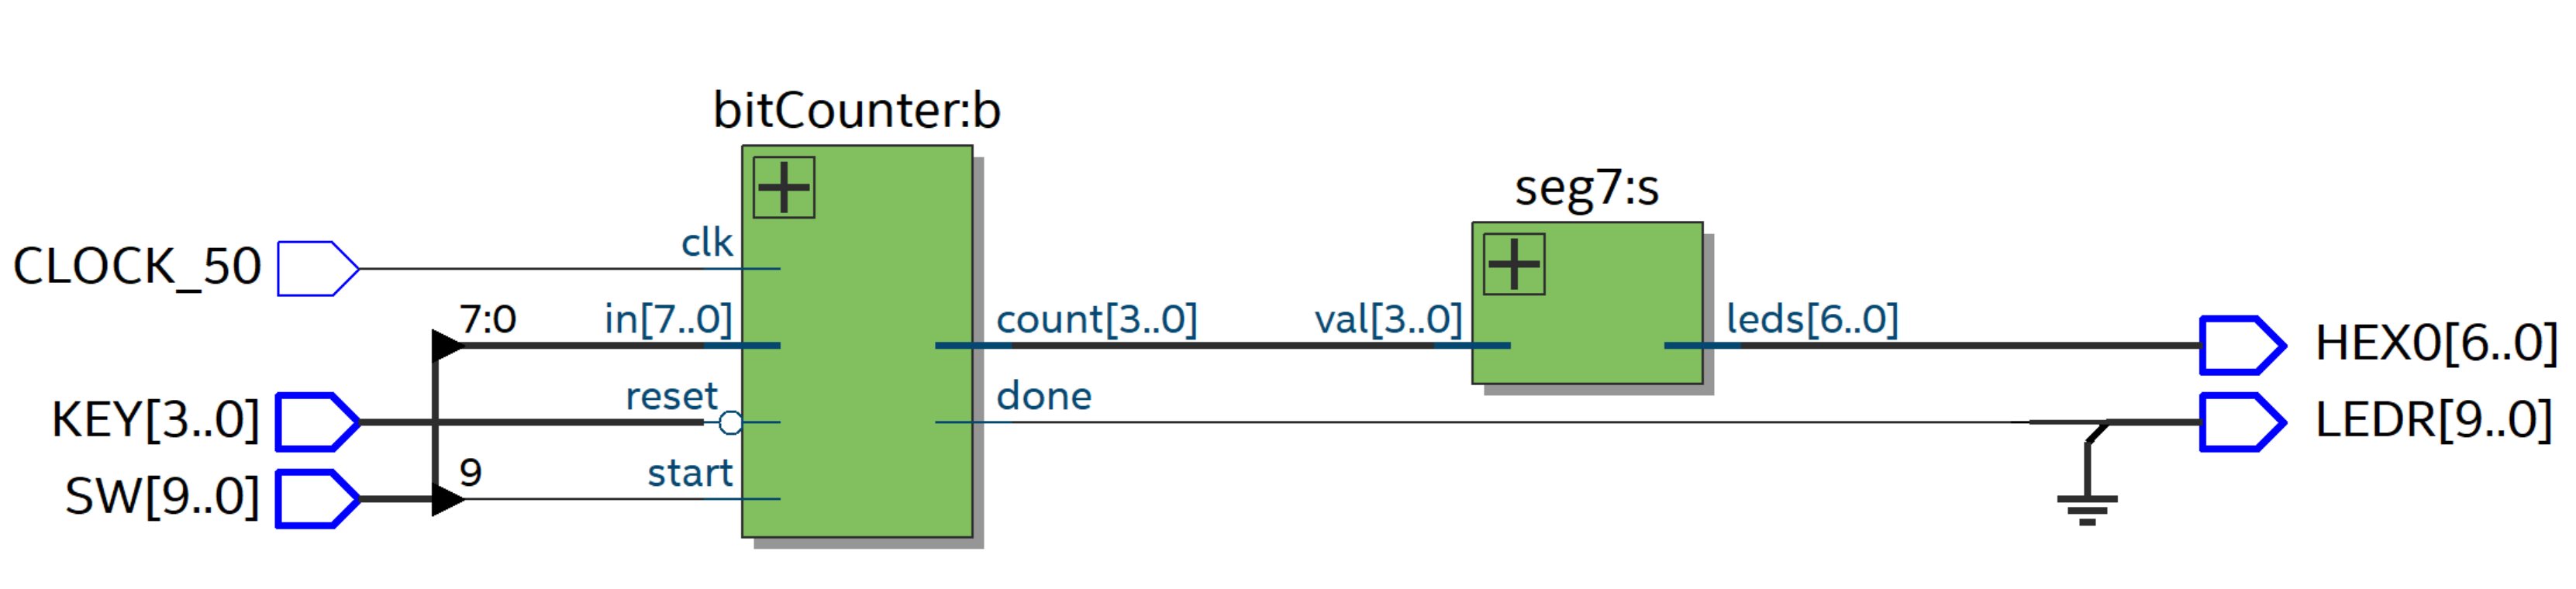 bitCounter:b
seg7:s
CLOCK_50
clk
7:0
in[7..0]
count[3..0]
val[3..0]
leds[6..0]
HEX0[6..0]
KEY[3..0]
reset
done
LEDR[9..0]
SW[9..0]
9
start